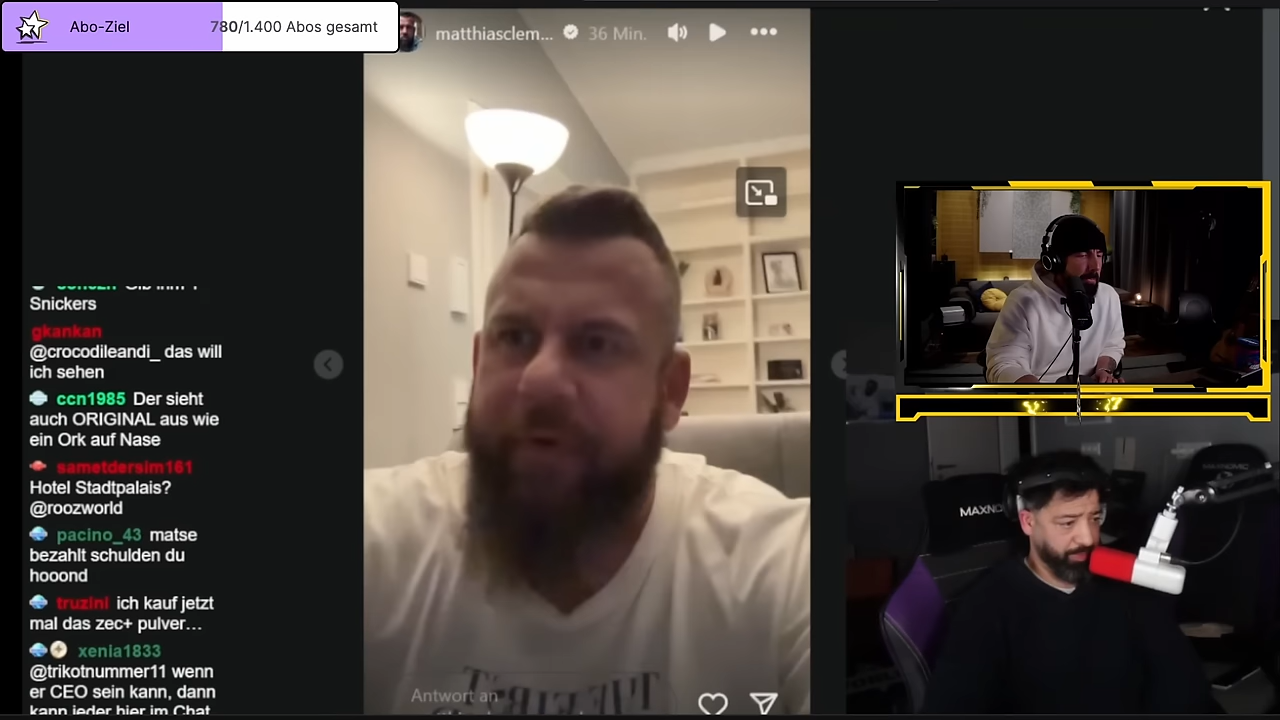 Abo-Ziel 780/1.400 Abos gesamt
matthiasclem... 36 Min.
Snickers
gkankan
@crocodileandi_ das will
ich sehen
ccn1985 Der sieht
auch ORIGINAL aus wie
ein Ork auf Nase
sametdersim161
Hotel Stadtpalais?
@roozworld
pacino_43 matse
bezahlt schulden du
hooond
truzini ich kauf jetzt
mal das zec+ pulver...
xenia1833
@trikotnummer11 wenn
er CEO sein kann, dann
kann jeder hier im Chat
Antwort an
MAXNOMIC
MAXNO